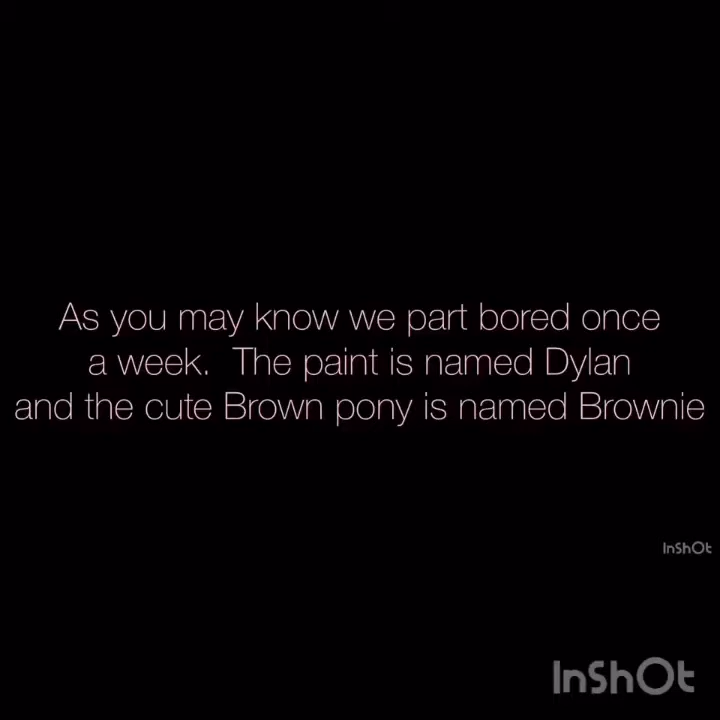 As you may know we part bored once
a week.  The paint is named Dylan
and the cute Brown pony is named Brownie
InShOt
InShOt